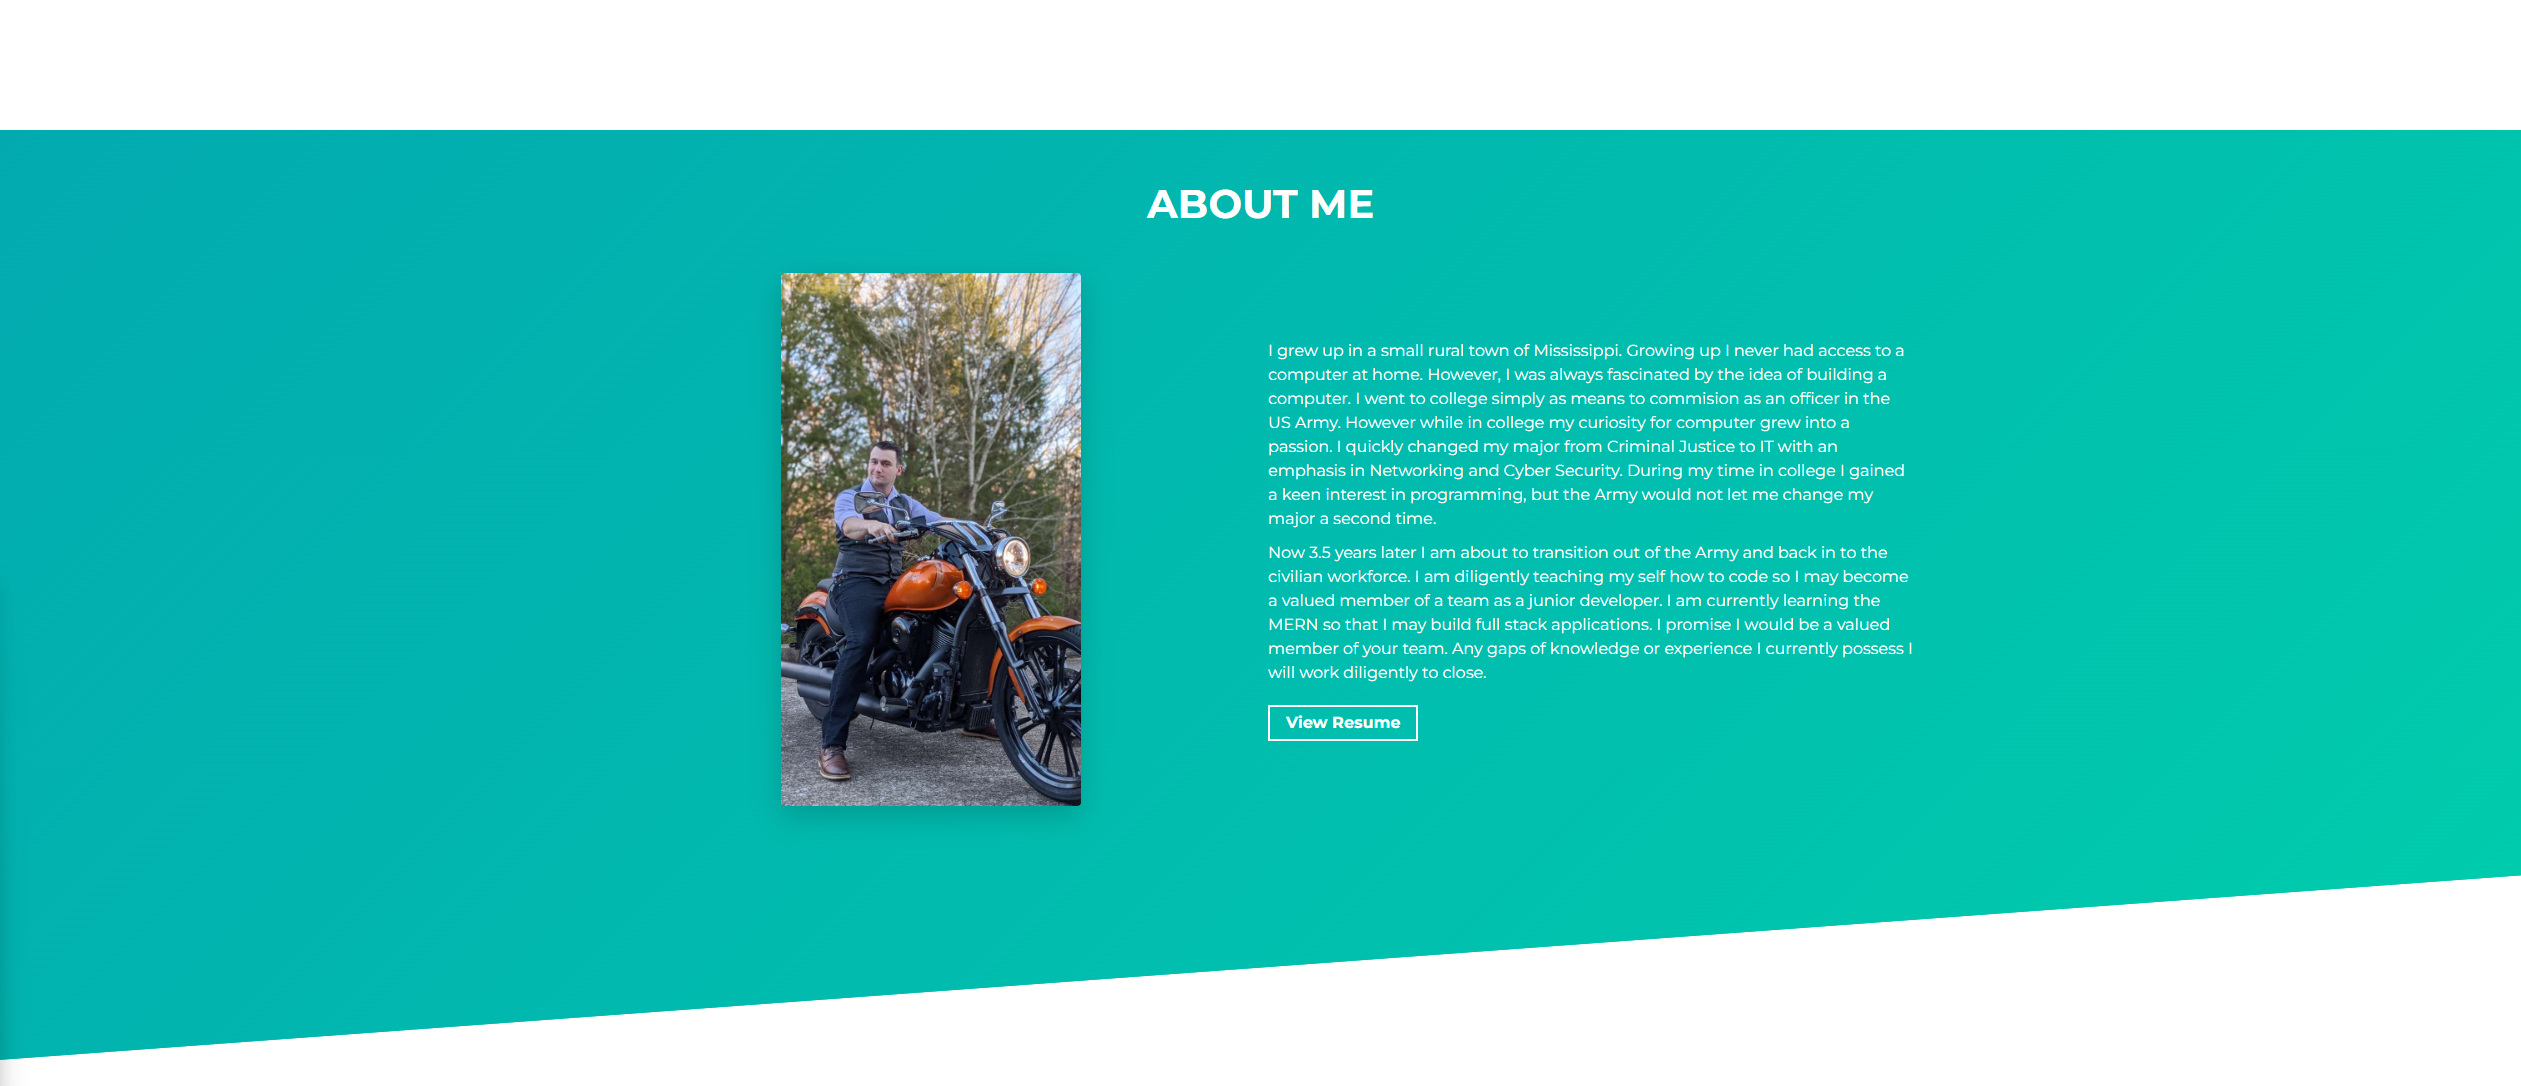 ABOUT ME
I grew up in a small rural town of Mississippi. Growing up I never had access to a
computer at home. However, I was always fascinated by the idea of building a
computer. I went to college simply as means to commision as an officer in the
US Army. However while in college my curiosity for computer grew into a
passion. I quickly changed my major from Criminal Justice to IT with an
emphasis in Networking and Cyber Security. During my time in college I gained
a keen interest in programming, but the Army would not let me change my
major a second time.
Now 3.5 years later I am about to transition out of the Army and back in to the
civilian workforce. I am diligently teaching my self how to code so I may become
a valued member of a team as a junior developer. I am currently learning the
MERN so that I may build full stack applications. I promise I would be a valued
member of your team. Any gaps of knowledge or experience I currently possess I
will work diligently to close.
View Resume